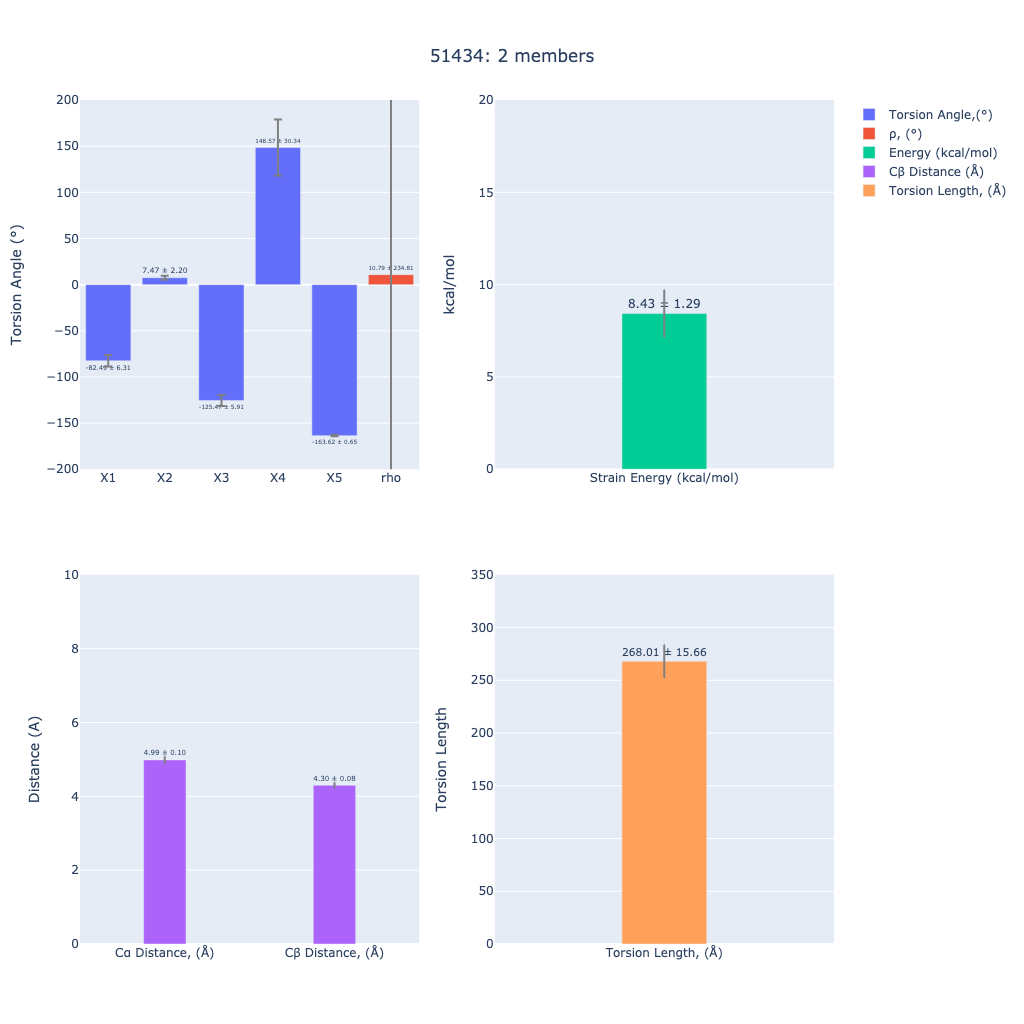 51434: 2 members
Torsion Angle (°)
200
150
100
50
0
−50
−100
−150
−200
-82.49 ± 6.31
7.47 ± 2.20
-125.47 ± 5.91
148.57 ± 30.34
-163.62 ± 0.65
10.79 ± 234.81
X1
X2
X3
X4
X5
rho
kcal/mol
20
15
10
5
0
8.43 ± 1.29
Strain Energy (kcal/mol)
Torsion Angle,(°)
ρ, (°)
Energy (kcal/mol)
Cβ Distance (Å)
Torsion Length, (Å)
Distance (A)
10
8
6
4
2
0
4.99 ± 0.10
4.30 ± 0.08
Cα Distance, (Å)
Cβ Distance, (Å)
Torsion Length
350
300
250
200
150
100
50
0
268.01 ± 15.66
Torsion Length, (Å)